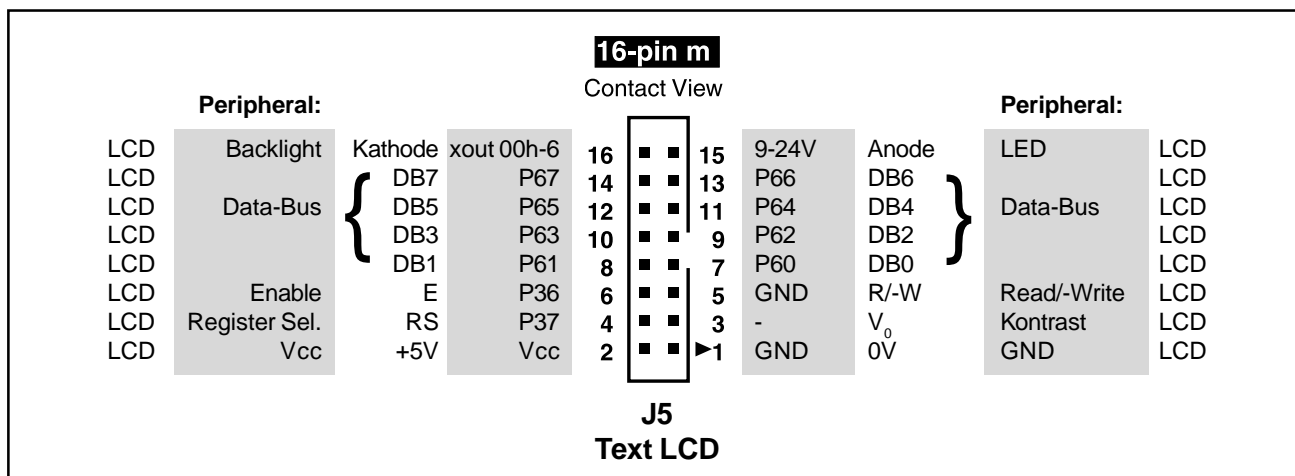 16-pin m
Contact View
Peripheral: Peripheral:
LCD Backlight Kathode xout 00h-6 16 15 9-24V Anode LED LCD
LCD DB7 P67 14 13 P66 DB6 LCD
LCD Data-Bus { DB5 P65 12 11 P64 DB4 } Data-Bus LCD
LCD DB3 P63 10 9 P62 DB2 LCD
LCD DB1 P61 8 7 P60 DB0 LCD
LCD Enable E P36 6 5 GND R/-W Read/-Write LCD
LCD Register Sel. RS P37 4 3 - V0 Kontrast LCD
LCD Vcc +5V Vcc 2 1 GND 0V GND LCD
J5
Text LCD